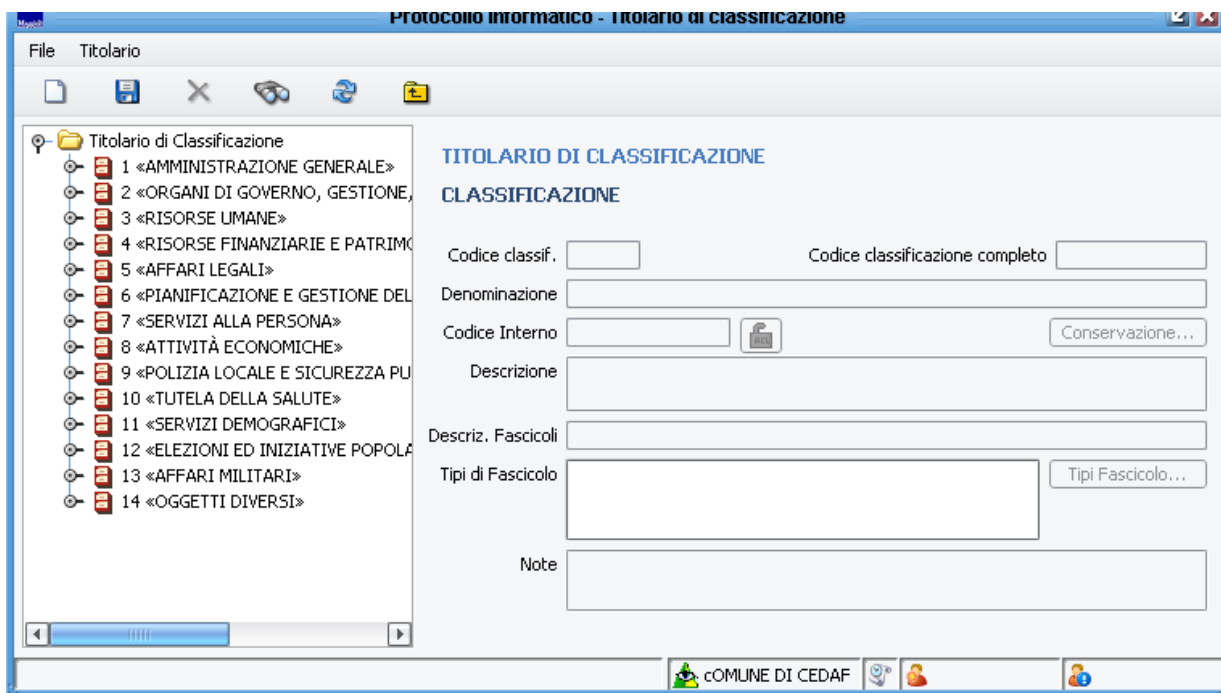 Protocollo Informatico - Titolario di classificazione
Maggioli
File Titolario
Titolario di Classificazione
1 «AMMINISTRAZIONE GENERALE»
2 «ORGANI DI GOVERNO, GESTIONE,
3 «RISORSE UMANE»
4 «RISORSE FINANZIARIE E PATRIMO
5 «AFFARI LEGALI»
6 «PIANIFICAZIONE E GESTIONE DEL
7 «SERVIZI ALLA PERSONA»
8 «ATTIVITÀ ECONOMICHE»
9 «POLIZIA LOCALE E SICUREZZA PU
10 «TUTELA DELLA SALUTE»
11 «SERVIZI DEMOGRAFICI»
12 «ELEZIONI ED INIZIATIVE POPOLA
13 «AFFARI MILITARI»
14 «OGGETTI DIVERSI»
TITOLARIO DI CLASSIFICAZIONE
CLASSIFICAZIONE
Codice classif. Codice classificazione completo
Denominazione
Codice Interno ACL Conservazione...
Descrizione
Descriz. Fascicoli
Tipi di Fascicolo Tipi Fascicolo...
Note
cOMUNE DI CEDAF